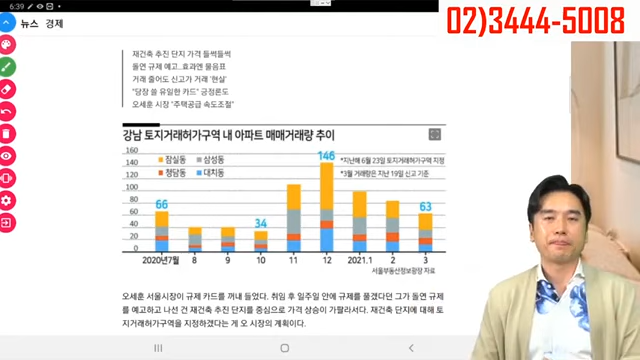 6:39
02)3444-5008
뉴스 경제
재건축 추진 단지 가격 들썩들썩
돌연 규제 예고…효과엔 물음표
거래 줄어도 신고가 거래 '현실'
"당장 쓸 유일한 카드" 긍정론도
오세훈 시장 "주택공급 속도조절"
강남 토지거래허가구역 내 아파트 매매거래량 추이
160
140
120
100
80
60
40
20
0
잠실동 삼성동
청담동 대치동
*지난해 6월 23일 토지거래허가구역 지정
*3월 거래량은 지난 19일 신고 기준
66
34
146
63
2020년7월 8 9 10 11 12 2021.1 2 3
서울부동산정보광장 자료
오세훈 서울시장이 규제 카드를 꺼내 들었다. 취임 후 일주일 안에 규제를 풀겠다던 그가 돌연 규제
를 예고하고 나선 건 재건축 추진 단지를 중심으로 가격 상승이 가팔라서다. 재건축 단지에 대해 토
지거래허가구역을 지정하겠다는 게 오 시장의 계획이다.